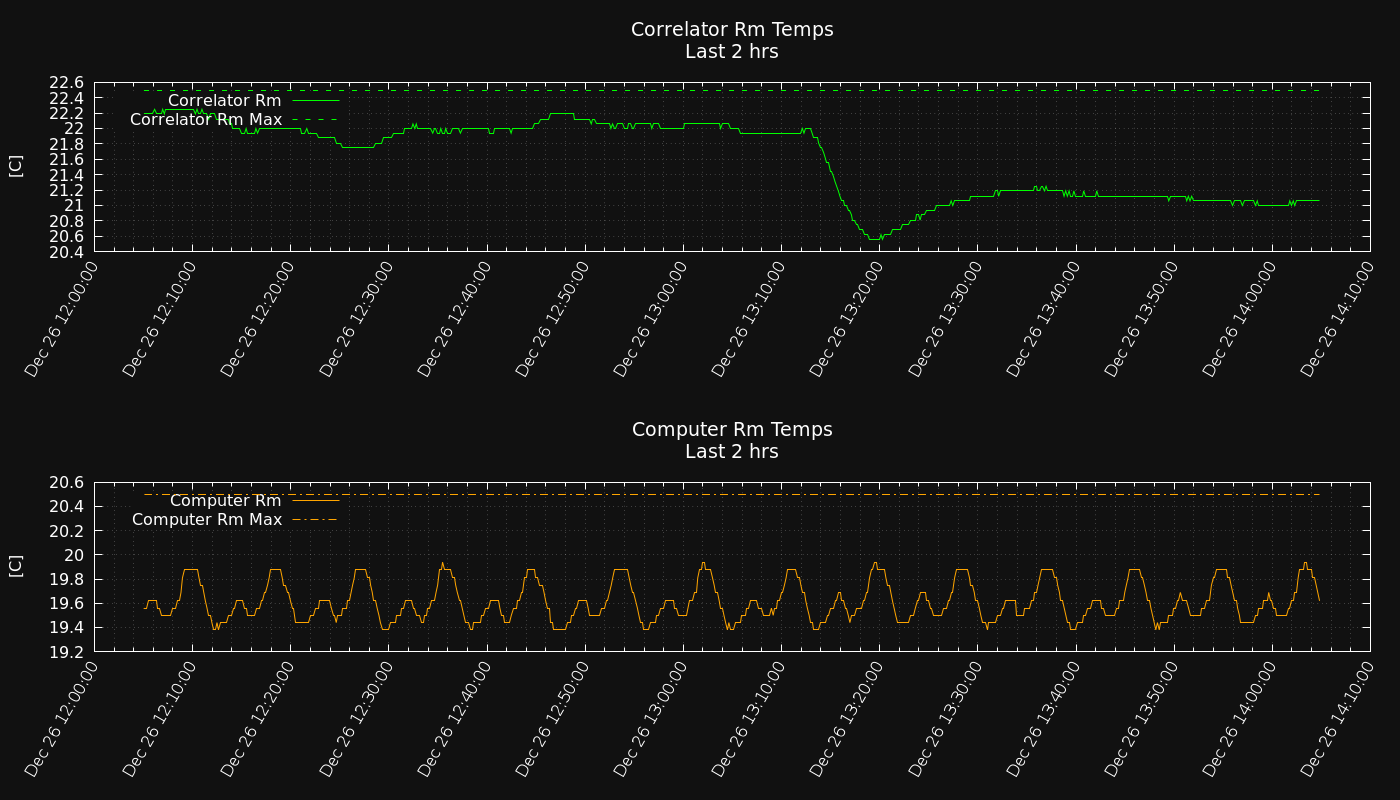 Correlator Rm Temps
Last 2 hrs
22.6
22.4
22.2
22
21.8
21.6
21.4
21.2
21
20.8
20.6
20.4
[C]
Correlator Rm
Correlator Rm Max
Dec 26 12:00:00
Dec 26 12:10:00
Dec 26 12:20:00
Dec 26 12:30:00
Dec 26 12:40:00
Dec 26 12:50:00
Dec 26 13:00:00
Dec 26 13:10:00
Dec 26 13:20:00
Dec 26 13:30:00
Dec 26 13:40:00
Dec 26 13:50:00
Dec 26 14:00:00
Dec 26 14:10:00
Computer Rm Temps
Last 2 hrs
20.6
20.4
20.2
20
19.8
19.6
19.4
19.2
[C]
Computer Rm
Computer Rm Max
Dec 26 12:00:00
Dec 26 12:10:00
Dec 26 12:20:00
Dec 26 12:30:00
Dec 26 12:40:00
Dec 26 12:50:00
Dec 26 13:00:00
Dec 26 13:10:00
Dec 26 13:20:00
Dec 26 13:30:00
Dec 26 13:40:00
Dec 26 13:50:00
Dec 26 14:00:00
Dec 26 14:10:00